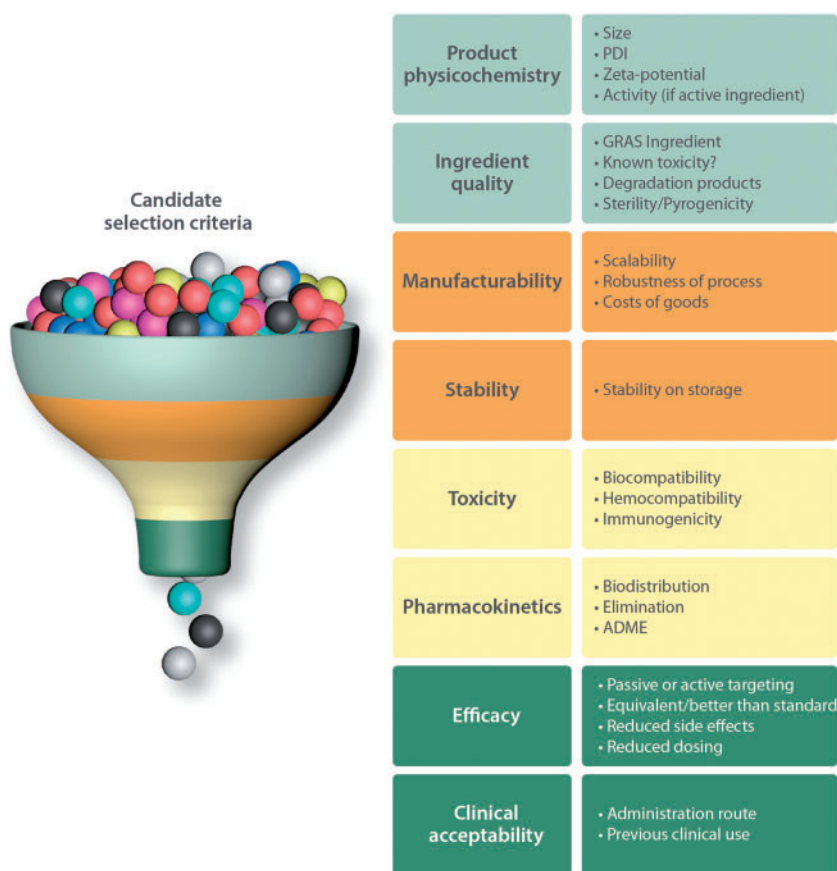 Candidate
selection criteria
Product
physicochemistry
• Size
• PDI
• Zeta-potential
• Activity (if active ingredient)
Ingredient
quality
• GRAS Ingredient
• Known toxicity?
• Degradation products
• Sterility/Pyrogenicity
Manufacturability
• Scalability
• Robustness of process
• Costs of goods
Stability
• Stability on storage
Toxicity
• Biocompatibility
• Hemocompatibility
• Immunogenicity
Pharmacokinetics
• Biodistribution
• Elimination
• ADME
Efficacy
• Passive or active targeting
• Equivalent/better than standard
• Reduced side effects
• Reduced dosing
Clinical
acceptability
• Administration route
• Previous clinical use